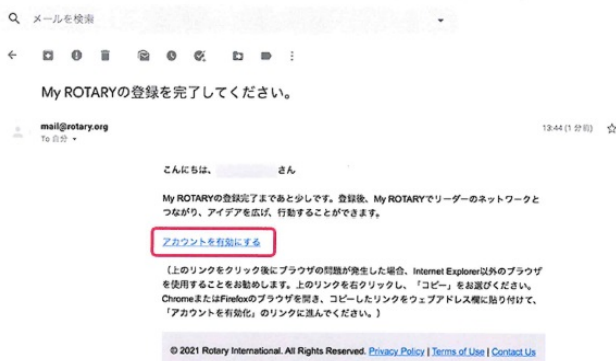 メールを検索
My ROTARYの登録を完了してください。
mail@rotary.org
13:44 (1 分前)
To 自分
こんにちは、 さん
My ROTARYの登録完了まであと少しです。登録後、My ROTARYでリーダーのネットワークと
つながり、アイデアを広げ、行動することができます。
アカウントを有効にする
(上のリンクをクリック後にブラウザの問題が発生した場合、Internet Explorer以外のブラウザ
を使用することをお勧めします。上のリンクを右クリックし、「コピー」をお選びください。
ChromeまたはFirefoxのブラウザを開き、コピーしたリンクをウェブアドレス欄に貼り付けて、
「アカウントを有効化」のリンクに進んでください。)
© 2021 Rotary International. All Rights Reserved. Privacy Policy | Terms of Use | Contact Us